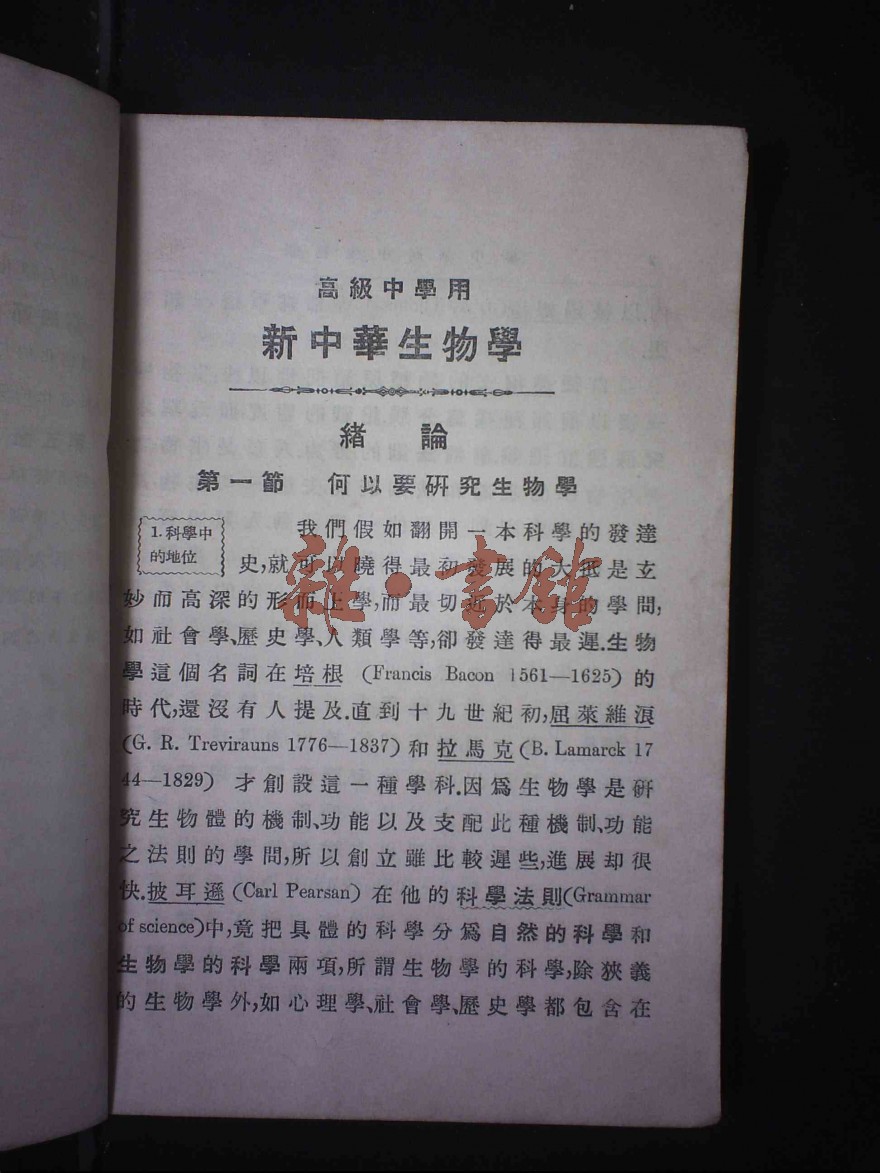 高級中學用
新中華生物學
緒 論
第一節 何以要研究生物學
1.科學中
的地位
我們假如翻開一本科學的發達
史,就可以曉得最初發展的大抵是玄
妙而高深的形而上學,而最切近於本身的學問,
如社會學、歷史學、人類學等,卻發達得最遲.生物
學這個名詞在培根 (Francis Bacon 1561—1625) 的
時代,還沒有人提及.直到十九世紀初,屈萊維滖
(G. R. Trevirauns 1776—1837) 和拉馬克 (B. Lamarck 17
44—1829) 才創設這一種學科.因爲生物學是研
究生物體的機制、功能以及支配此種機制、功能
之法則的學問,所以創立雖比較遲些,進展却很
快.披耳遜 (Carl Pearsan) 在他的科學法則(Grammar
of science)中,竟把具體的科學分爲自然的科學和
生物學的科學兩項,所謂生物學的科學,除狹義
的生物學外,如心理學、社會學、歷史學都包含在
雜·書館